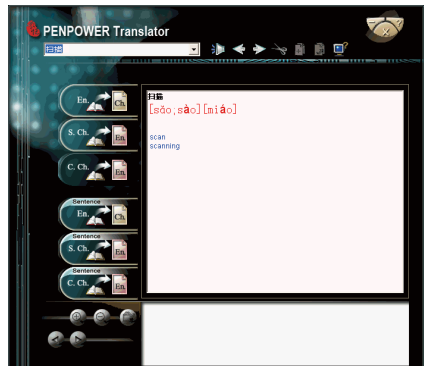 PENPOWER Translator
扫描
En. Ch.
扫描
[sǎo;sào][miáo]
scan
scanning
S. Ch. En
C. Ch. En
Sentence
En. Ch
Sentence
S. Ch. En
Sentence
C. Ch. En